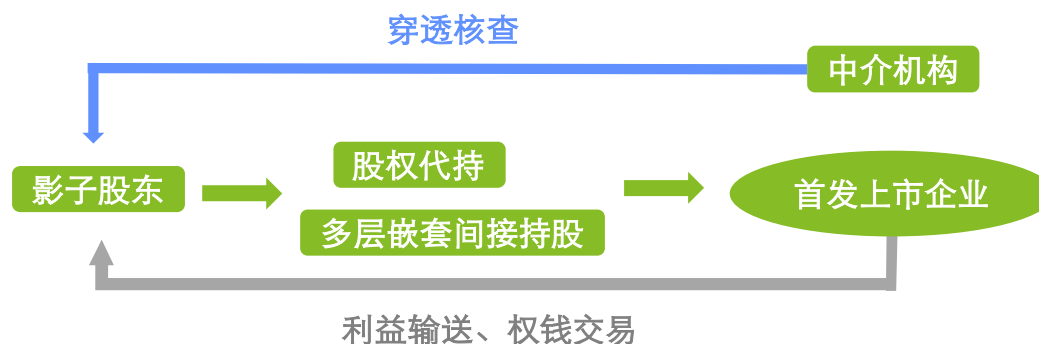 穿透核查
中介机构
股权代持
影子股东
首发上市企业
多层嵌套间接持股
利益输送、权钱交易